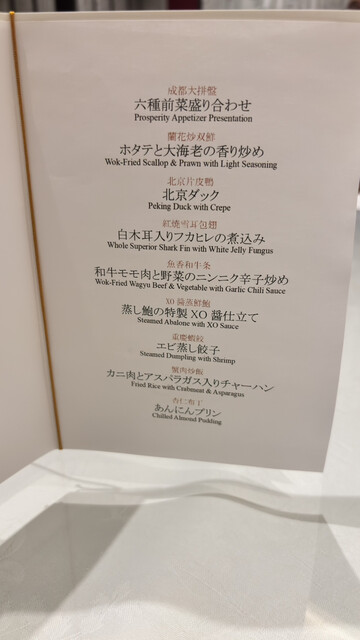 成都大拼盤
六種前菜盛り合わせ
Prosperity Appetizer Presentation
蘭花炒双鮮
ホタテと大海老の香り炒め
Wok-Fried Scallop & Prawn with Light Seasoning
北京片皮鴨
北京ダック
Peking Duck with Crepe
紅焼雪耳包翅
白木耳入りフカヒレの煮込み
Whole Superior Shark Fin with White Jelly Fungus
魚香和牛条
和牛モモ肉と野菜のニンニク辛子炒め
Wok-Fried Wagyu Beef & Vegetable with Garlic Chili Sauce
XO 醤蒸鮮鮑
蒸し鮑の特製 XO 醤仕立て
Steamed Abalone with XO Sauce
重慶蝦餃
エビ蒸し餃子
Steamed Dumpling with Shrimp
蟹肉炒飯
カニ肉とアスパラガス入りチャーハン
Fried Rice with Crabmeat & Asparagus
杏仁布丁
あんにんプリン
Chilled Almond Pudding